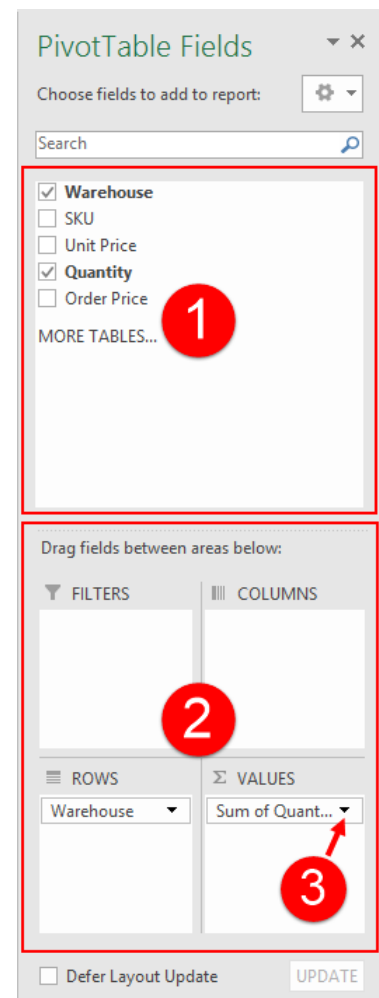 PivotTable Fields
Choose fields to add to report:
Search
Warehouse
SKU
Unit Price
Quantity
Order Price
1
MORE TABLES...
Drag fields between areas below:
FILTERS
COLUMNS
2
ROWS
Σ VALUES
Warehouse
Sum of Quant...
3
Defer Layout Update
UPDATE